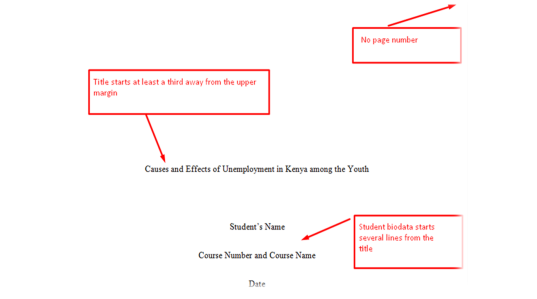 No page number
Title starts at least a third away from the upper
margin
Causes and Effects of Unemployment in Kenya among the Youth
Student's Name
Student biodata starts
several lines from the
title
Course Number and Course Name
Date